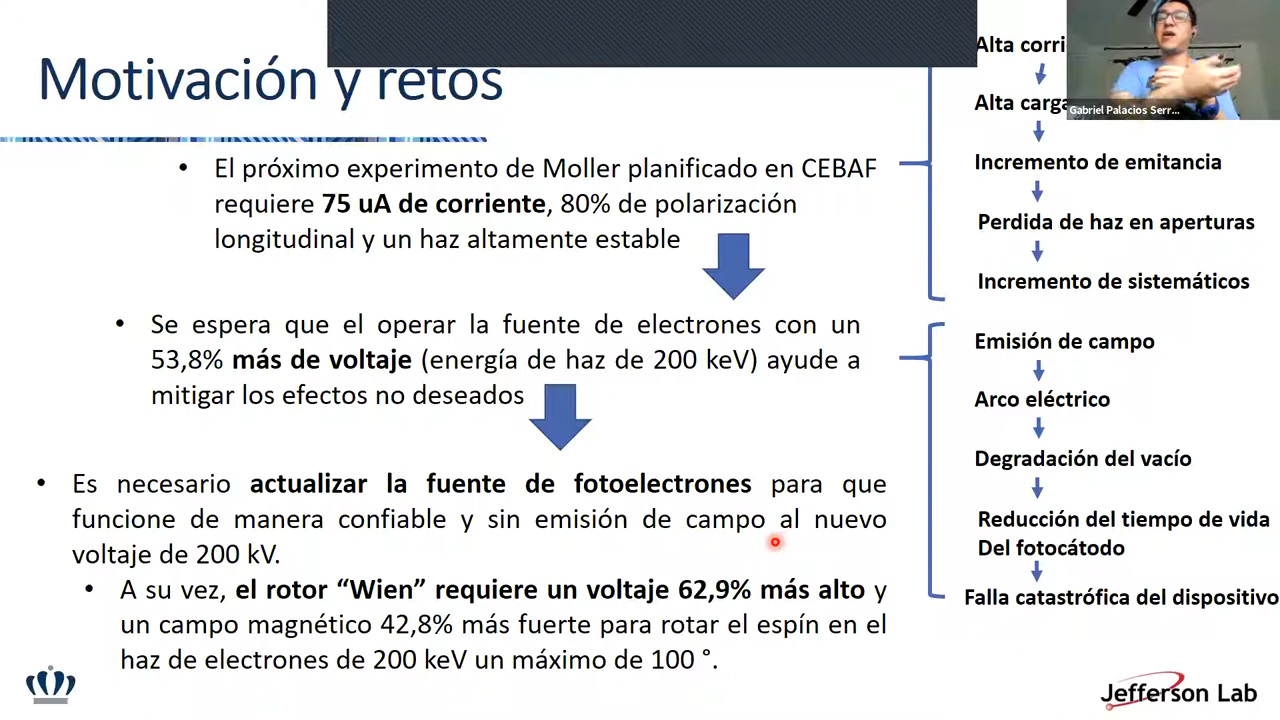 Motivación y retos
• El próximo experimento de Moller planificado en CEBAF
requiere 75 uA de corriente, 80% de polarización
longitudinal y un haz altamente estable
• Se espera que el operar la fuente de electrones con un
53,8% más de voltaje (energía de haz de 200 keV) ayude a
mitigar los efectos no deseados
• Es necesario actualizar la fuente de fotoelectrones para que
funcione de manera confiable y sin emisión de campo al nuevo
voltaje de 200 kV.
• A su vez, el rotor “Wien” requiere un voltaje 62,9% más alto y
un campo magnético 42,8% más fuerte para rotar el espín en el
haz de electrones de 200 keV un máximo de 100 °.
Alta
Alta
Incremento de emitancia
Perdida de haz en aperturas
Incremento de sistemáticos
Emisión de campo
Arco eléctrico
Degradación del vacío
Reducción del tiempo de vida
Del fotocátodo
Falla catastrófica del dispositivo
Gabriel Palacios Serr...
Jefferson Lab